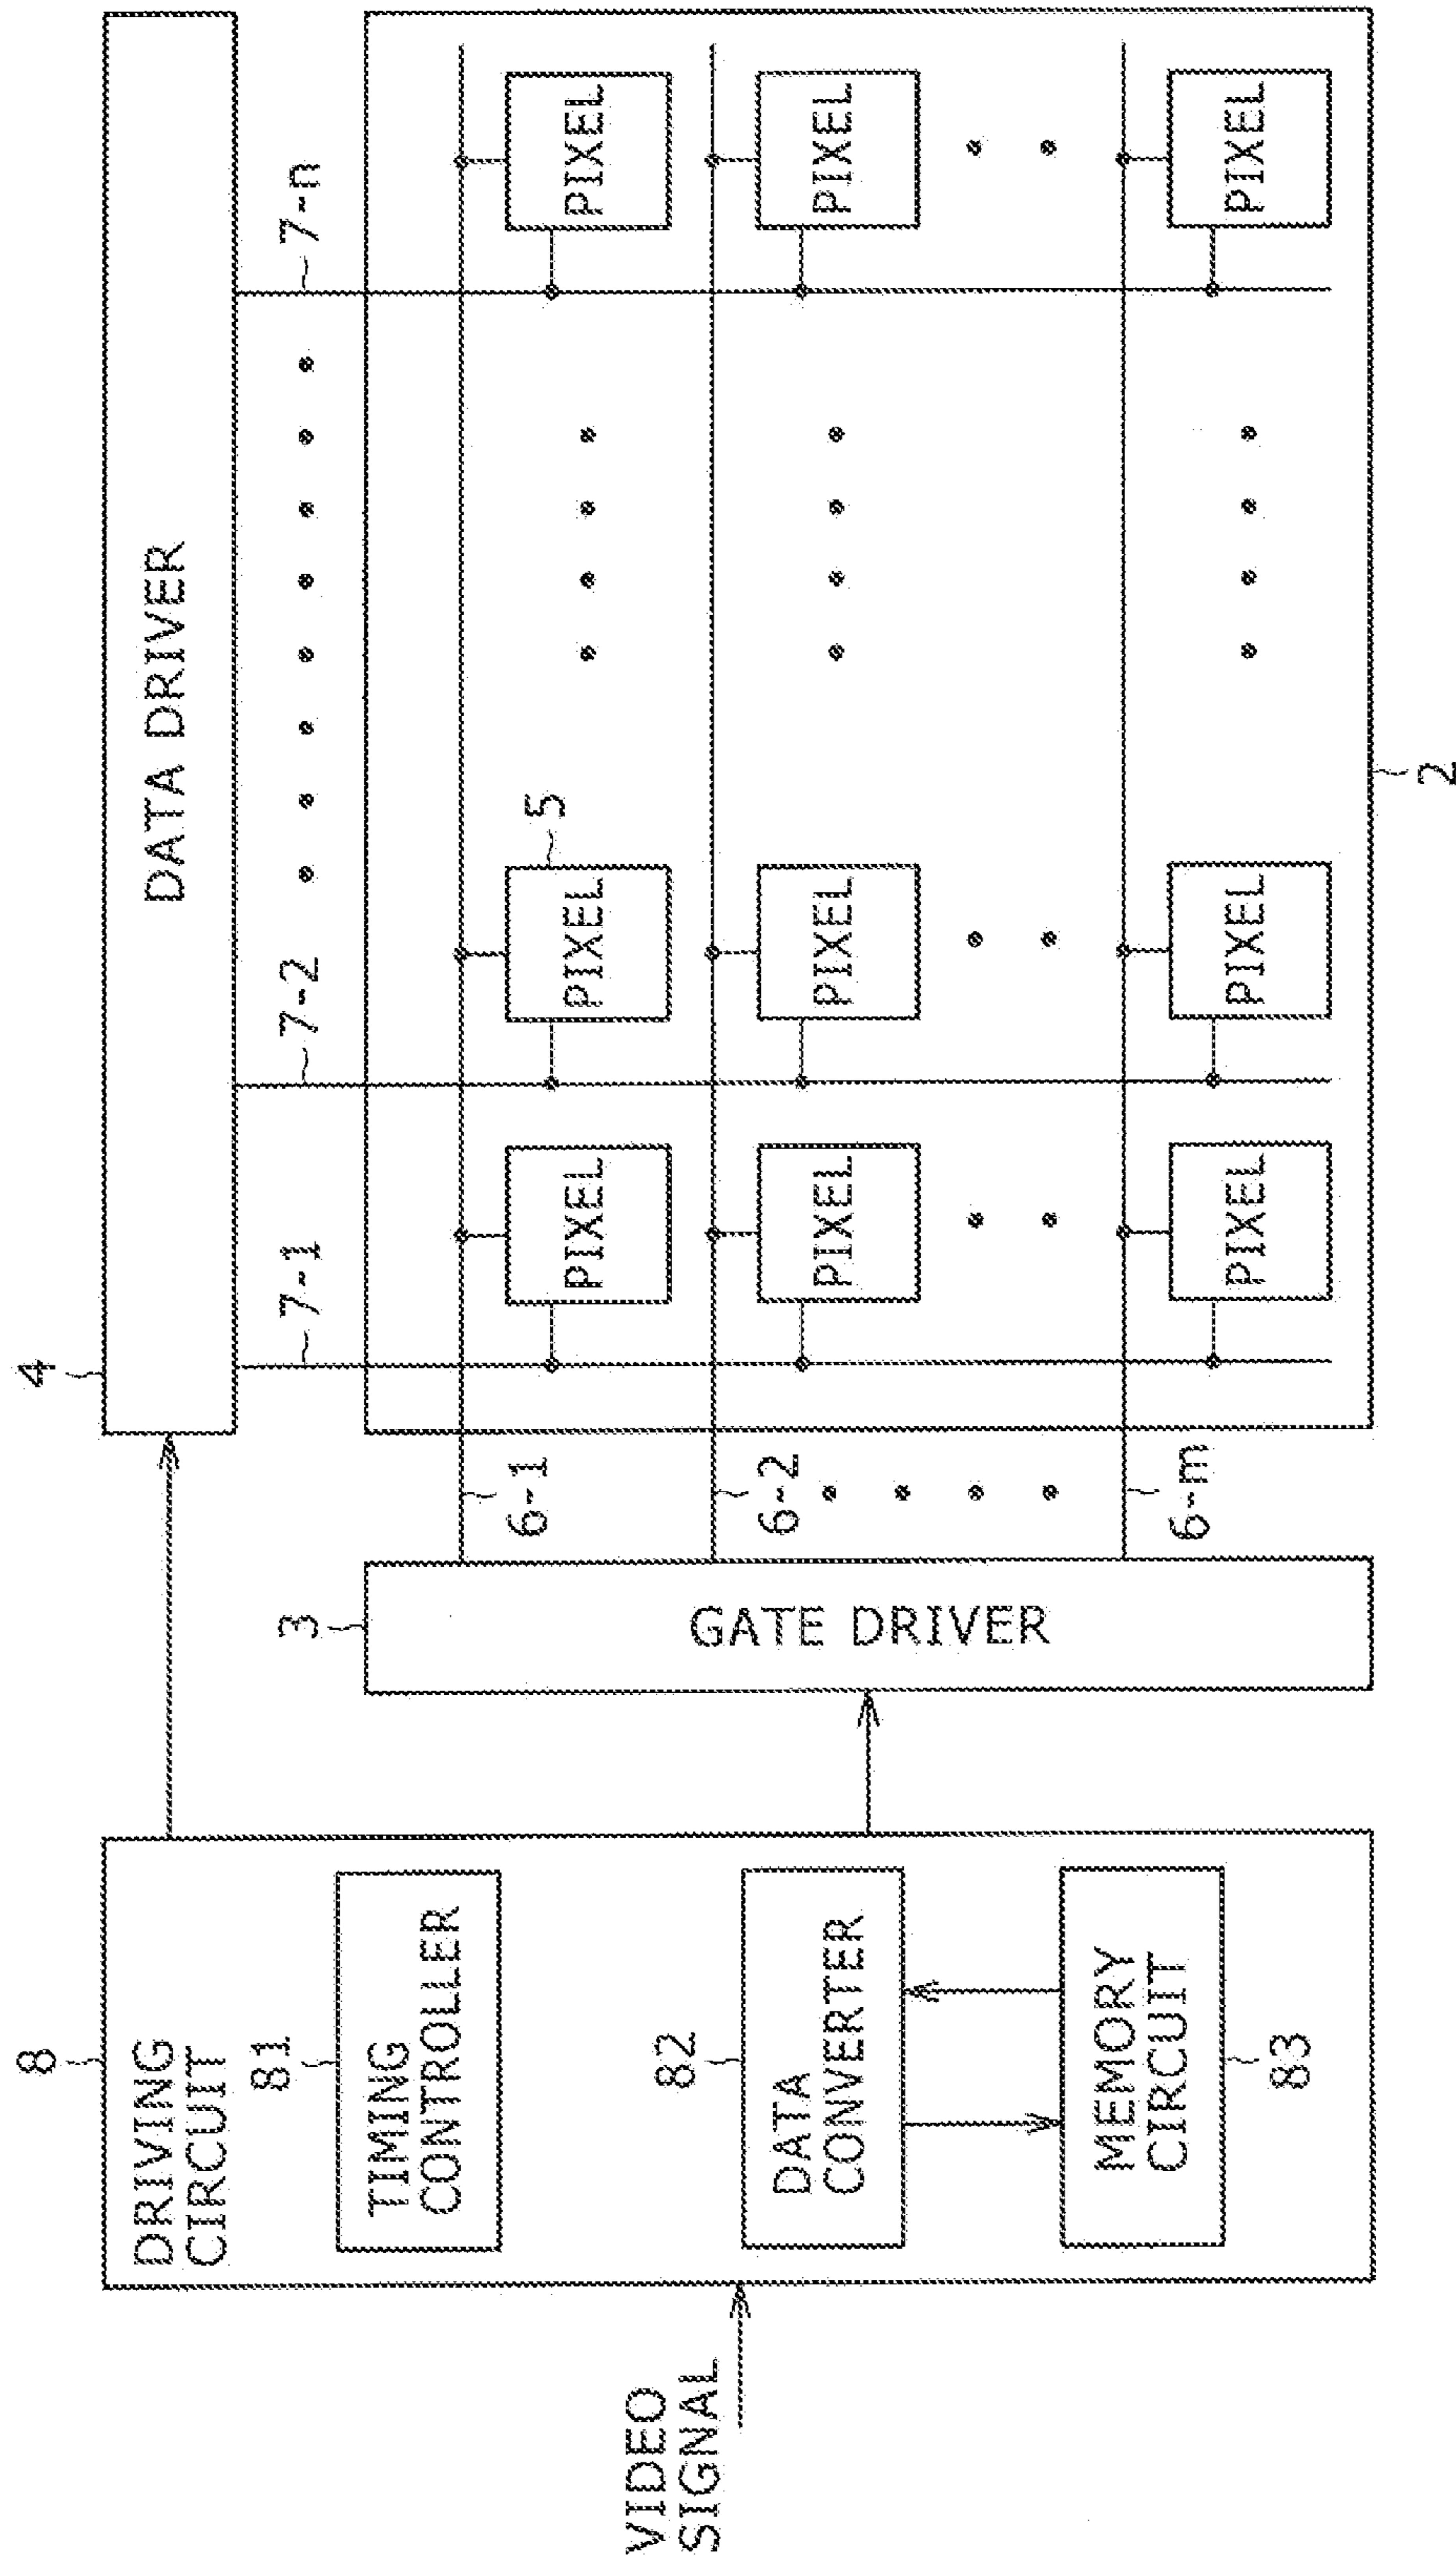 8
DRIVING
CIRCUIT
81
TIMING
CONTROLLER
82
DATA
CONVERTER
MEMORY
CIRCUIT
83
VIDEO
SIGNAL
3
GATE DRIVER
4
DATA DRIVER
7-1
7-2
7-n
6-1
6-2
6-m
PIXEL
PIXEL
5
PIXEL
PIXEL
PIXEL
PIXEL
PIXEL
PIXEL
PIXEL
2